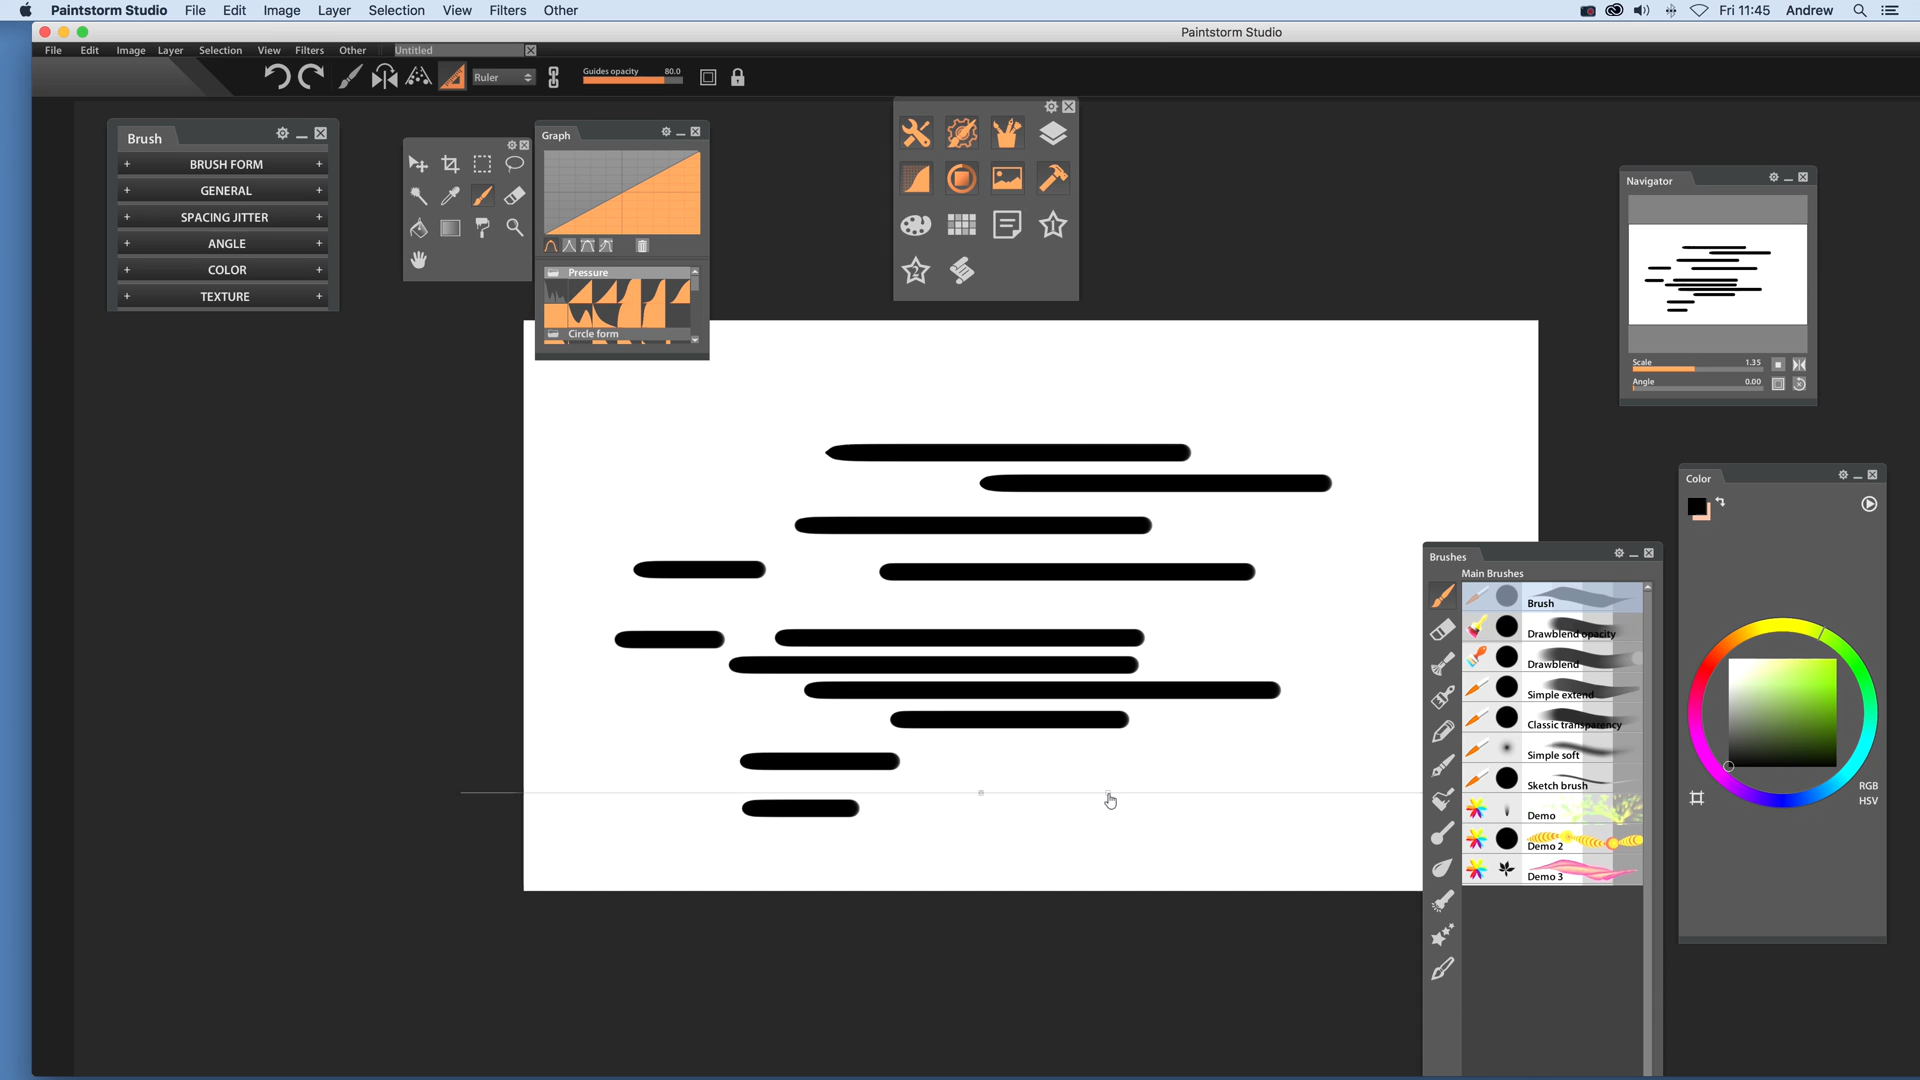 Paintstorm Studio File Edit Image Layer Selection View Filters Other Fri 11:45 Andrew
Paintstorm Studio
File Edit Image Layer Selection View Filters Other Untitled
Ruler Guides opacity 80.0
Brush
BRUSH FORM
GENERAL
SPACING JITTER
ANGLE
COLOR
TEXTURE
Graph
Pressure
Circle form
1
2
Navigator
Scale 1.35
Angle 0.00
Color
RGB
HSV
Brushes
Main Brushes
Brush
Drawblend opacity
Drawblend
Simple extend
Classic transparency
Simple soft
Sketch brush
Demo
Demo 2
Demo 3